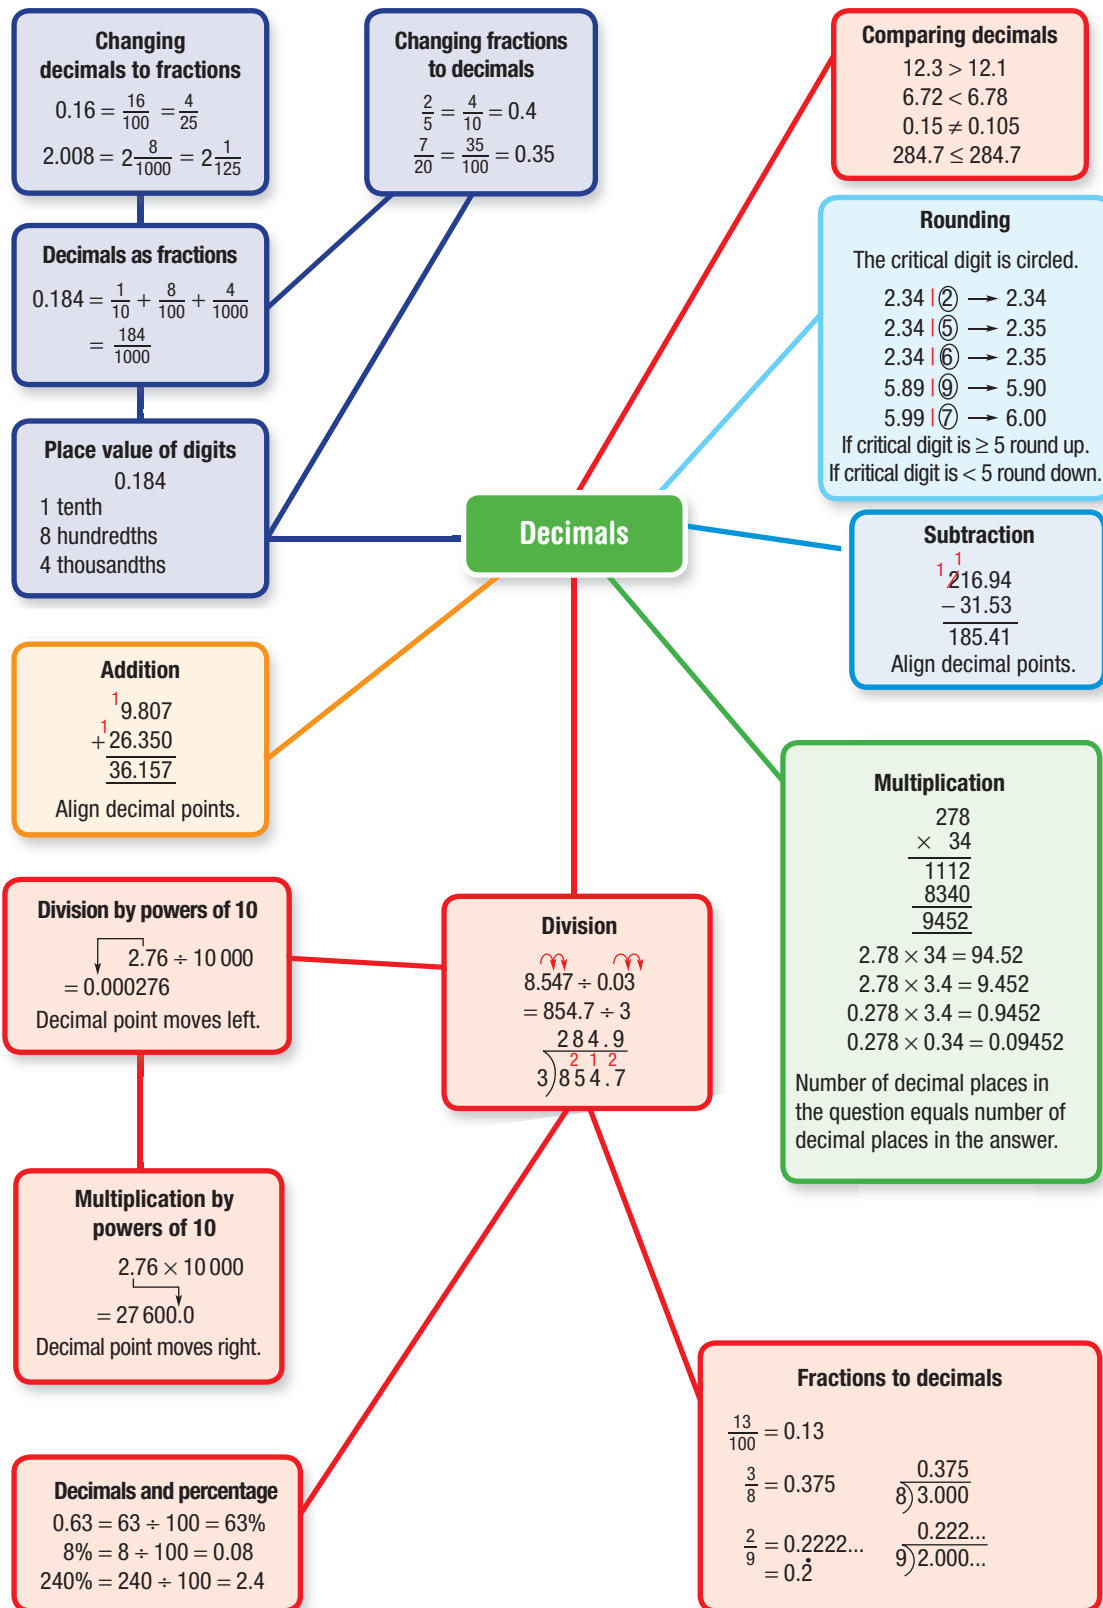 Changing
decimals to fractions
0.16 = 16/100 = 4/25
2.008 = 2 8/1000 = 2 1/125
Changing fractions
to decimals
2/5 = 4/10 = 0.4
7/20 = 35/100 = 0.35
Comparing decimals
12.3 > 12.1
6.72 < 6.78
0.15 ≠ 0.105
284.7 ≤ 284.7
Decimals as fractions
0.184 = 1/10 + 8/100 + 4/1000
= 184/1000
Rounding
The critical digit is circled.
2.34 | ② → 2.34
2.34 | ⑤ → 2.35
2.34 | ⑥ → 2.35
5.89 | ⑨ → 5.90
5.99 | ⑦ → 6.00
If critical digit is ≥ 5 round up.
If critical digit is < 5 round down.
Place value of digits
0.184
1 tenth
8 hundredths
4 thousandths
Decimals
Subtraction
1 1
216.94
− 31.53
185.41
Align decimal points.
Addition
1
9.807
1
+ 26.350
36.157
Align decimal points.
Multiplication
278
× 34
1112
8340
9452
2.78 × 34 = 94.52
2.78 × 3.4 = 9.452
0.278 × 3.4 = 0.9452
0.278 × 0.34 = 0.09452
Number of decimal places in
the question equals number of
decimal places in the answer.
Division by powers of 10
2.76 ÷ 10 000
= 0.000276
Decimal point moves left.
Division
8.547 ÷ 0.03
= 854.7 ÷ 3
284.9
2 1 2
3)854.7
Multiplication by
powers of 10
2.76 × 10 000
= 27 600.0
Decimal point moves right.
Fractions to decimals
13/100 = 0.13
3/8 = 0.375
0.375
8)3.000
2/9 = 0.2222...
= 0.2̇
0.222...
9)2.000...
Decimals and percentage
0.63 = 63 ÷ 100 = 63%
8% = 8 ÷ 100 = 0.08
240% = 240 ÷ 100 = 2.4